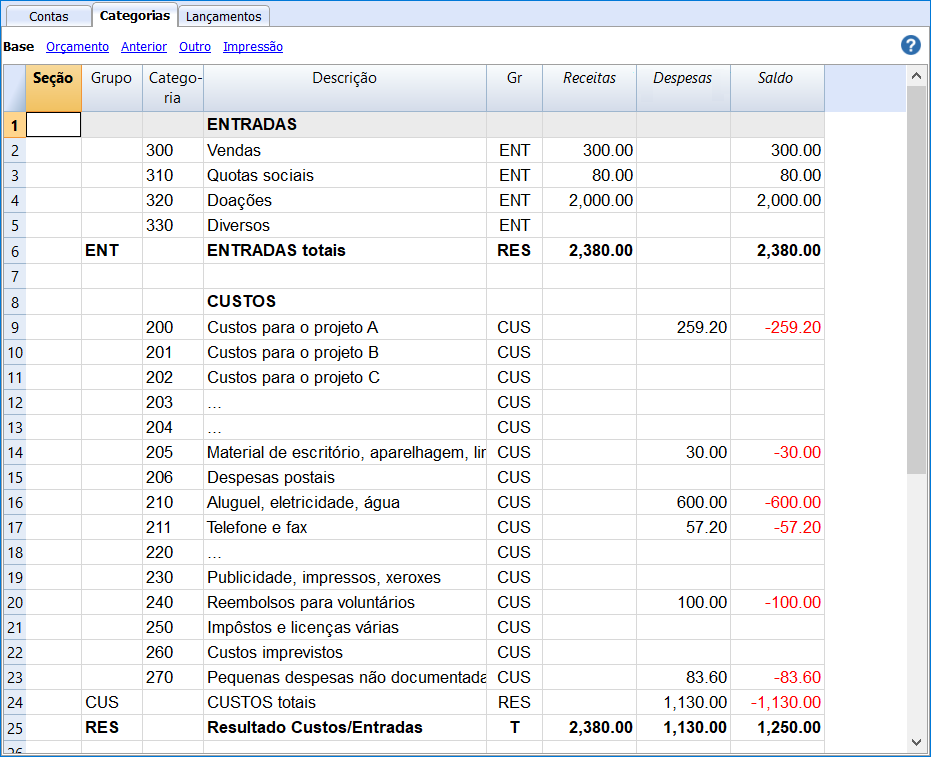 Contas Categorias Lançamentos
Base Orçamento Anterior Outro Impressão ?
Seção Grupo Catego- Descrição Gr Receitas Despesas Saldo
ria
1 ENTRADAS
2 300 Vendas ENT 300.00 300.00
3 310 Quotas sociais ENT 80.00 80.00
4 320 Doações ENT 2,000.00 2,000.00
5 330 Diversos ENT
6 ENT ENTRADAS totais RES 2,380.00 2,380.00
7
8 CUSTOS
9 200 Custos para o projeto A CUS 259.20 -259.20
10 201 Custos para o projeto B CUS
11 202 Custos para o projeto C CUS
12 203 ... CUS
13 204 ... CUS
14 205 Material de escritório, aparelhagem, CUS 30.00 -30.00
15 206 Despesas postais CUS
16 210 Aluguel, eletricidade, água CUS 600.00 -600.00
17 211 Telefone e fax CUS 57.20 -57.20
18 220 ... CUS
19 230 Publicidade, impressos, xeroxes CUS
20 240 Reembolsos para voluntários CUS 100.00 -100.00
21 250 Impôstos e licenças várias CUS
22 260 Custos imprevistos CUS
23 270 Pequenas despesas não documentada CUS 83.60 -83.60
24 CUS CUSTOS totais RES 1,130.00 -1,130.00
25 RES Resultado Custos/Entradas T 2,380.00 1,130.00 1,250.00